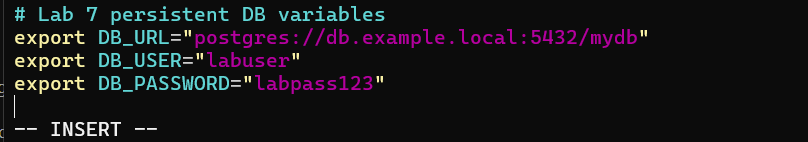 # Lab 7 persistent DB variables
export DB_URL="postgres://db.example.local:5432/mydb"
export DB_USER="labuser"
export DB_PASSWORD="labpass123"
-- INSERT --